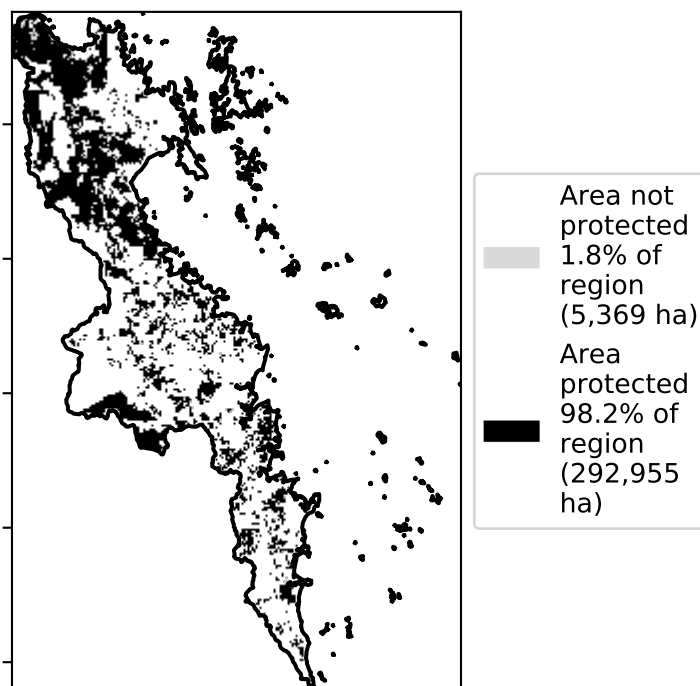 Area not
protected
1.8% of
region
(5,369 ha)
Area
protected
98.2% of
region
(292,955
ha)